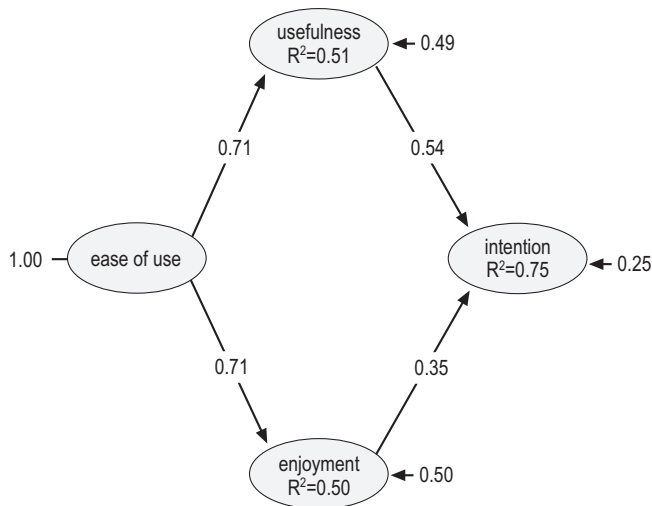 usefulness
R²=0.51
0.49
0.71
0.54
1.00
ease of use
intention
R²=0.75
0.25
0.71
0.35
enjoyment
R²=0.50
0.50